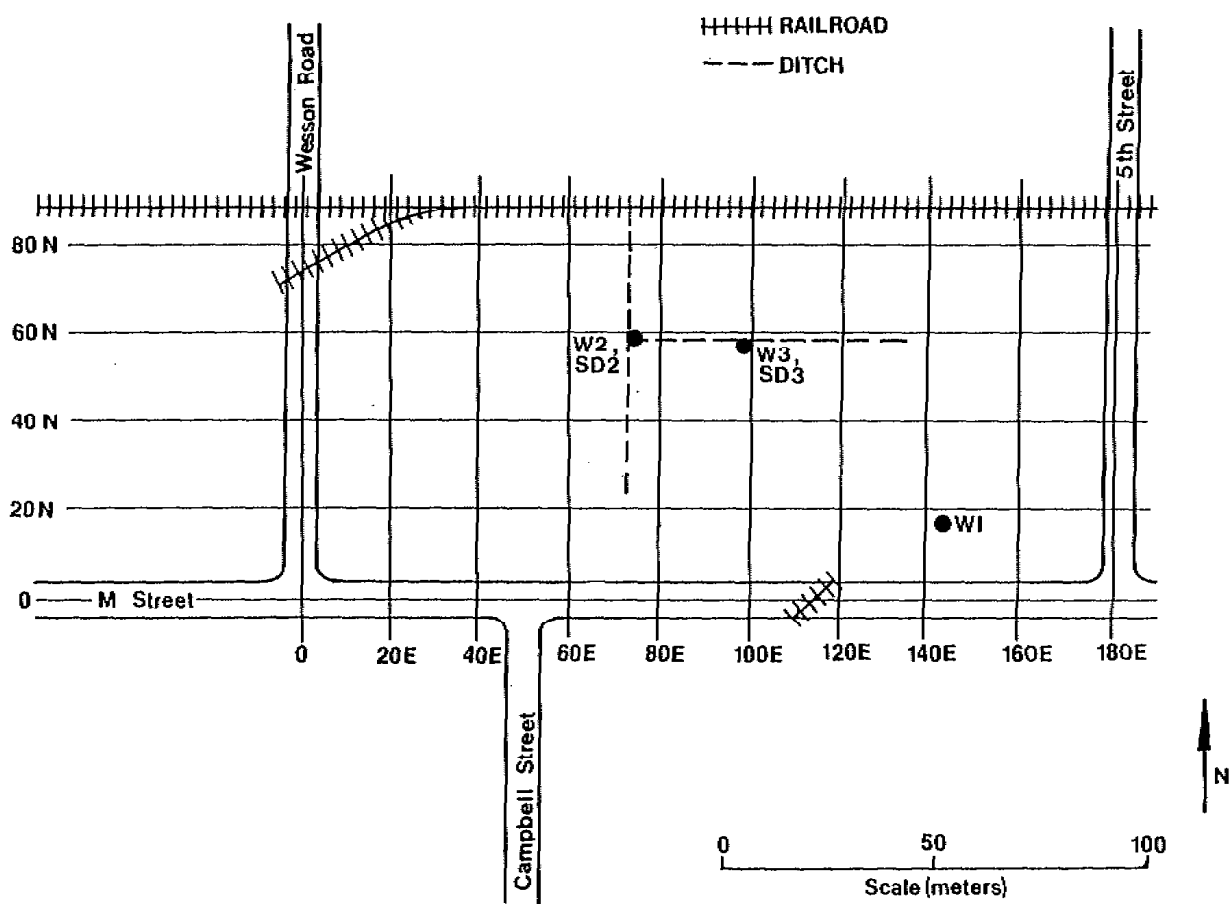 RAILROAD
DITCH
Wesson Road
5th Street
80 N
60 N
W2,
SD2
W3,
SD3
40 N
20 N
W1
0
M Street
0 20E 40E 60E 80E 100E 120E 140E 160E 180E
Campbell Street
N
0 50 100
Scale (meters)